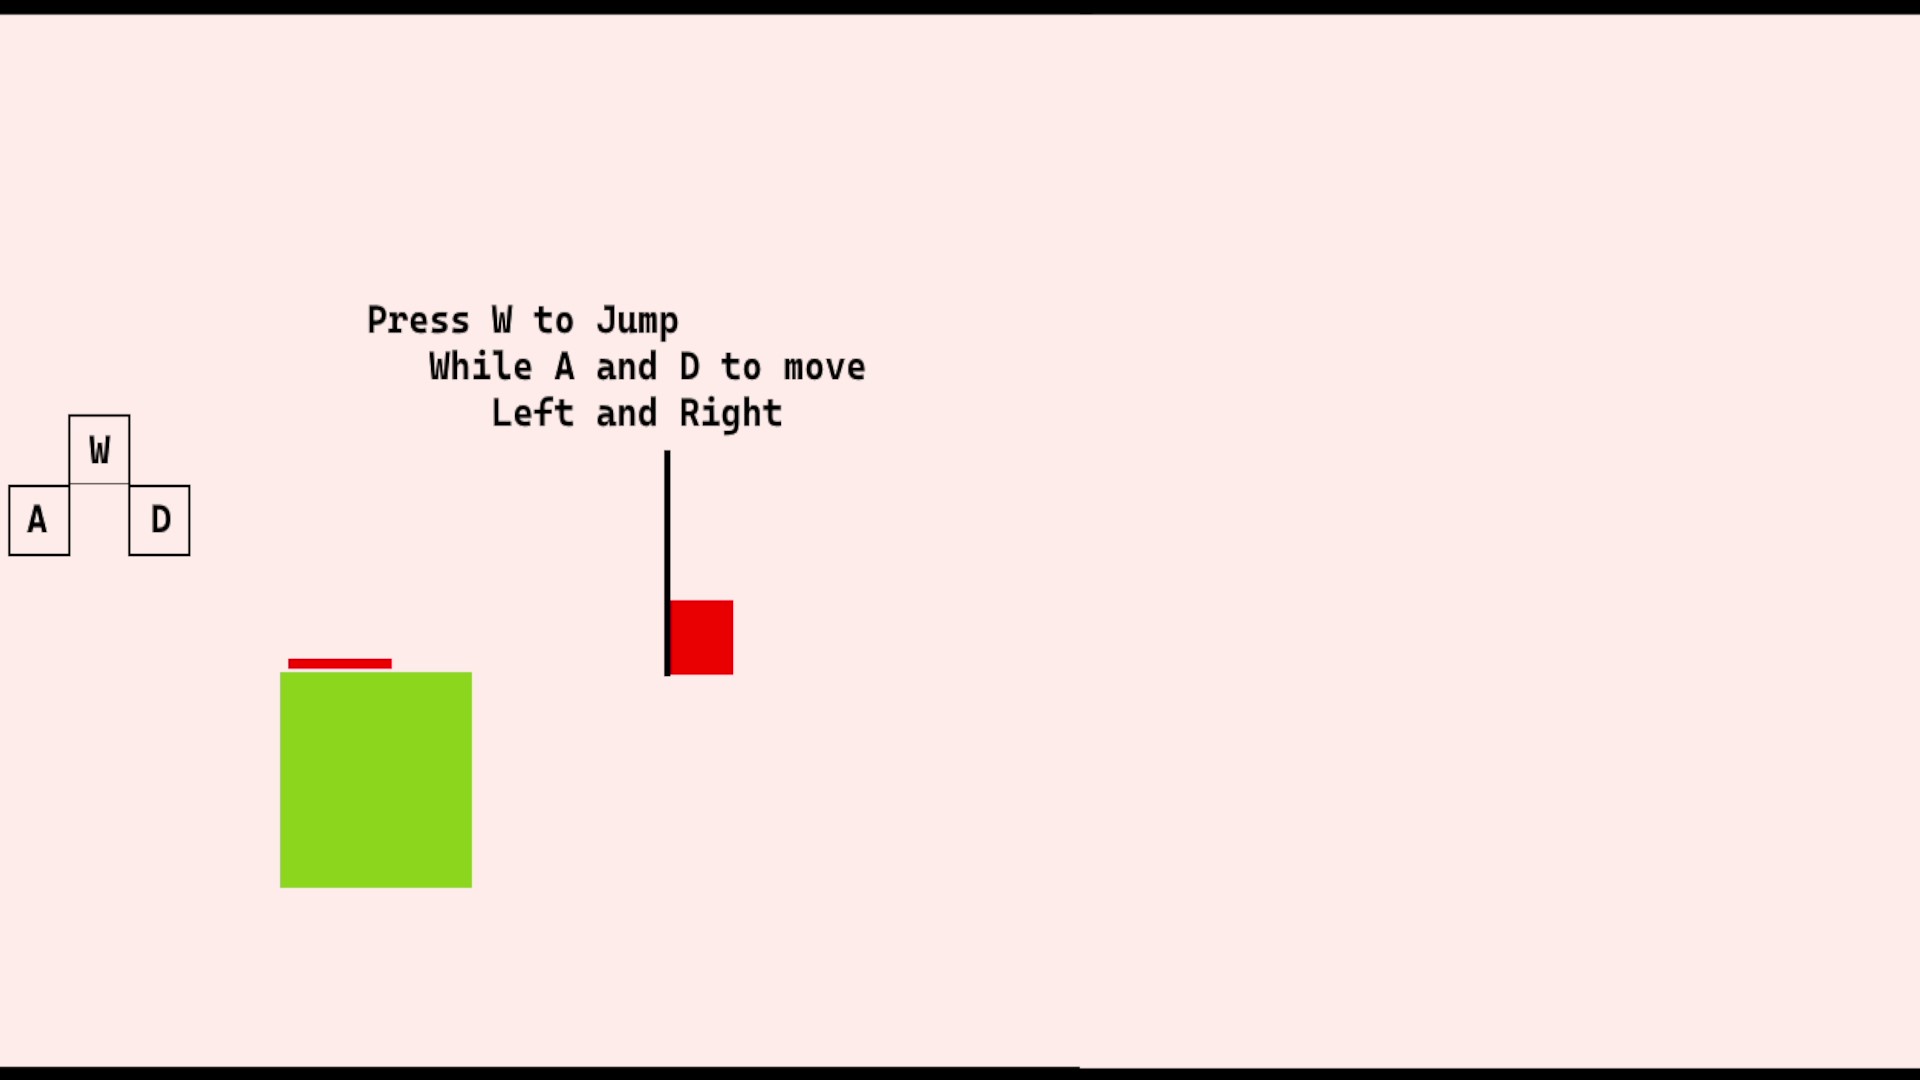 Press W to Jump
While A and D to move
Left and Right
W
A D